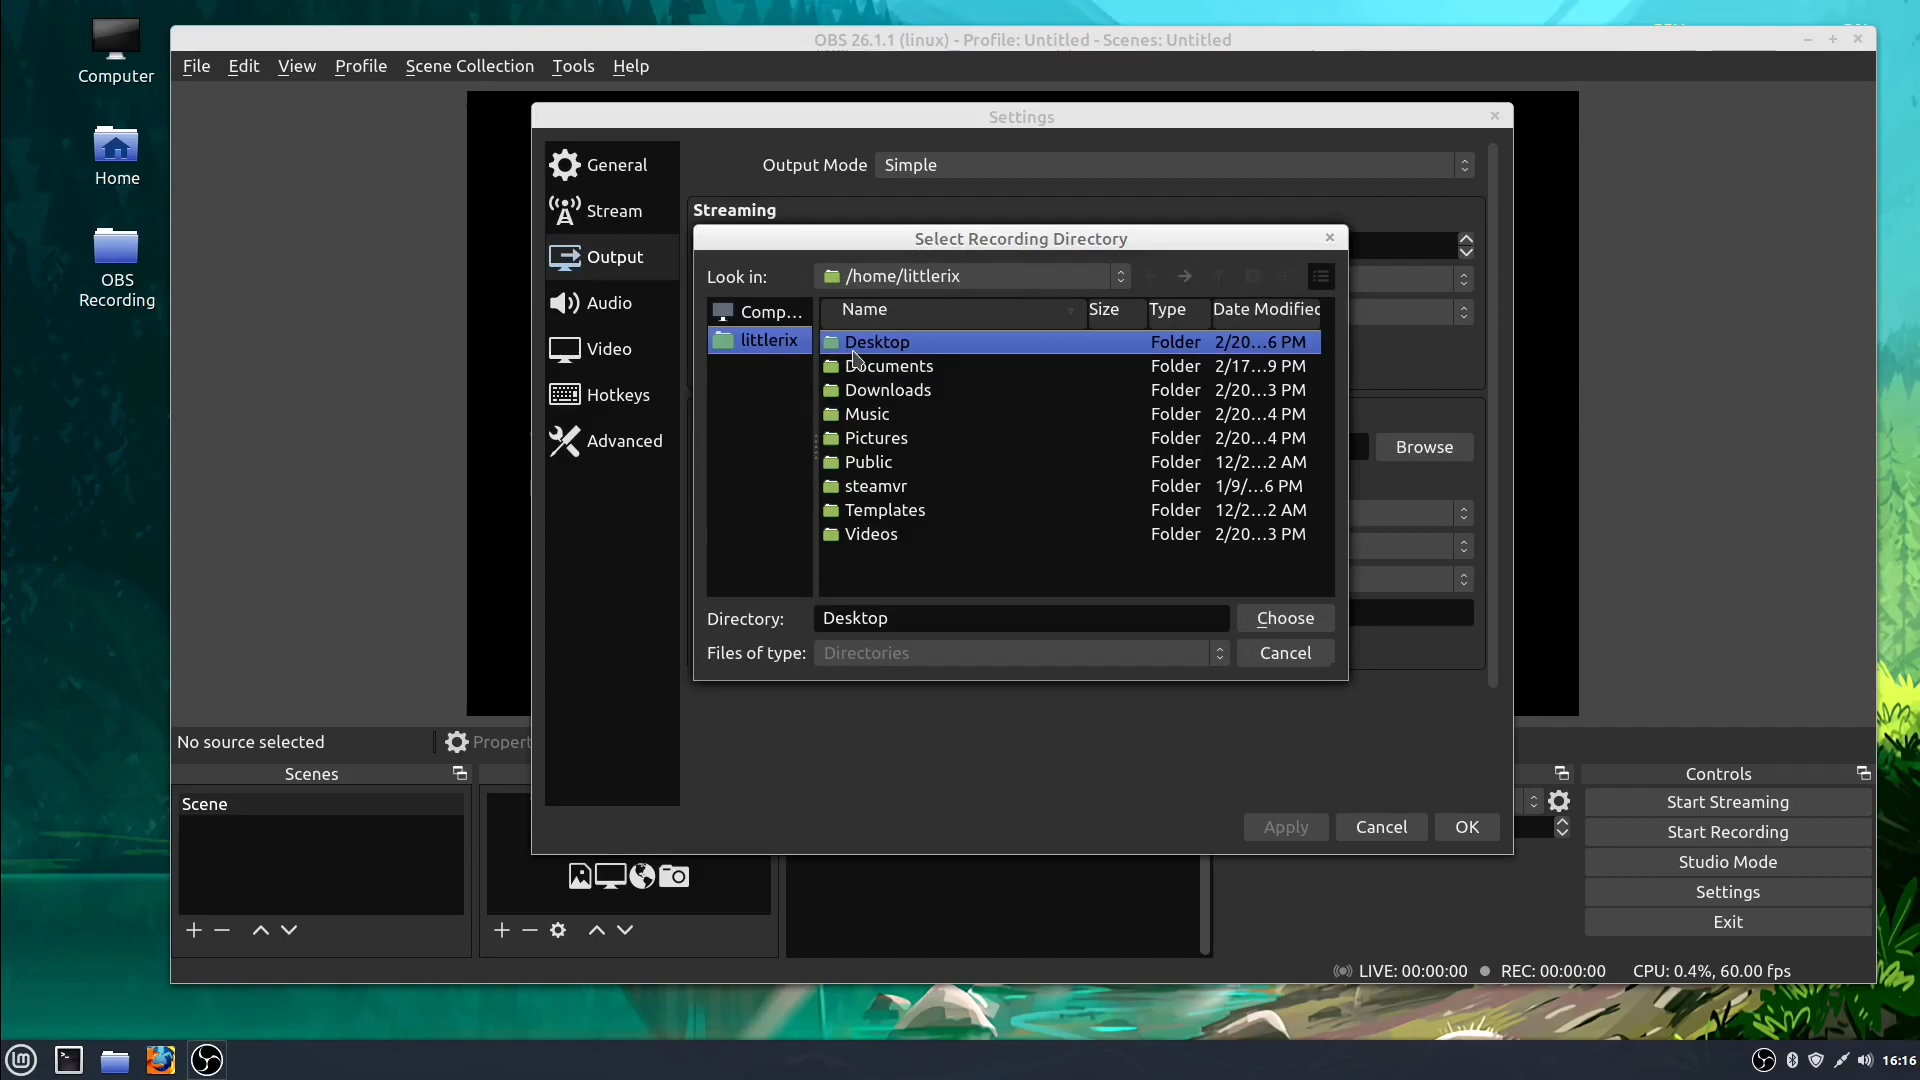 Computer
Home
OBS
Recording
OBS 26.1.1 (linux) - Profile: Untitled - Scenes: Untitled
File Edit View Profile Scene Collection Tools Help
Settings
General
Stream
Output
Audio
Video
Hotkeys
Advanced
Output Mode Simple
Streaming
Select Recording Directory
Look in: /home/littlerix
Comp...
littlerix
Name Size Type Date Modified
Desktop Folder 2/20...6 PM
Documents Folder 2/17...9 PM
Downloads Folder 2/20...3 PM
Music Folder 2/20...4 PM
Pictures Folder 2/20...4 PM
Public Folder 12/2...2 AM
steamvr Folder 1/9/...6 PM
Templates Folder 12/2...2 AM
Videos Folder 2/20...3 PM
Directory: Desktop Choose
Files of type: Directories Cancel
Browse
Apply Cancel OK
No source selected Propert
Scenes
Scene
Controls
Start Streaming
Start Recording
Studio Mode
Settings
Exit
LIVE: 00:00:00 REC: 00:00:00 CPU: 0.4%, 60.00 fps
16:16